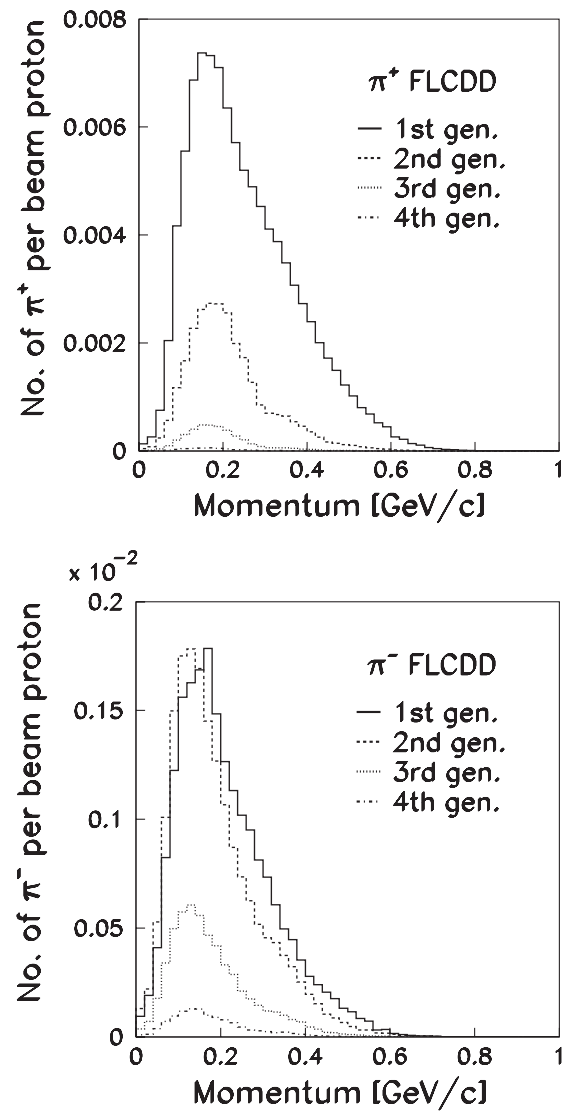 0.008
0.006
0.004
0.002
0
No. of π⁺ per beam proton
π⁺ FLCDD
1st gen.
2nd gen.
3rd gen.
4th gen.
0 0.2 0.4 0.6 0.8 1
Momentum [GeV/c]
x 10⁻²
0.2
0.15
0.1
0.05
0
No. of π⁻ per beam proton
π⁻ FLCDD
1st gen.
2nd gen.
3rd gen.
4th gen.
0 0.2 0.4 0.6 0.8 1
Momentum [GeV/c]